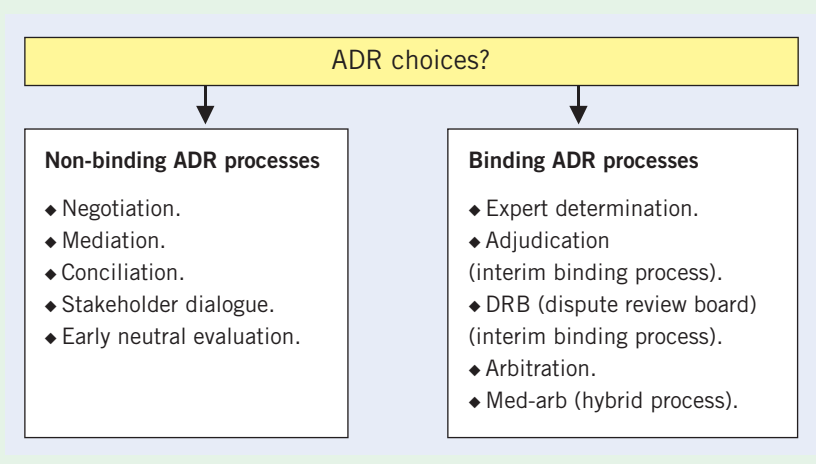 ADR choices?
Non-binding ADR processes
◆ Negotiation.
◆ Mediation.
◆ Conciliation.
◆ Stakeholder dialogue.
◆ Early neutral evaluation.
Binding ADR processes
◆ Expert determination.
◆ Adjudication
(interim binding process).
◆ DRB (dispute review board)
(interim binding process).
◆ Arbitration.
◆ Med-arb (hybrid process).